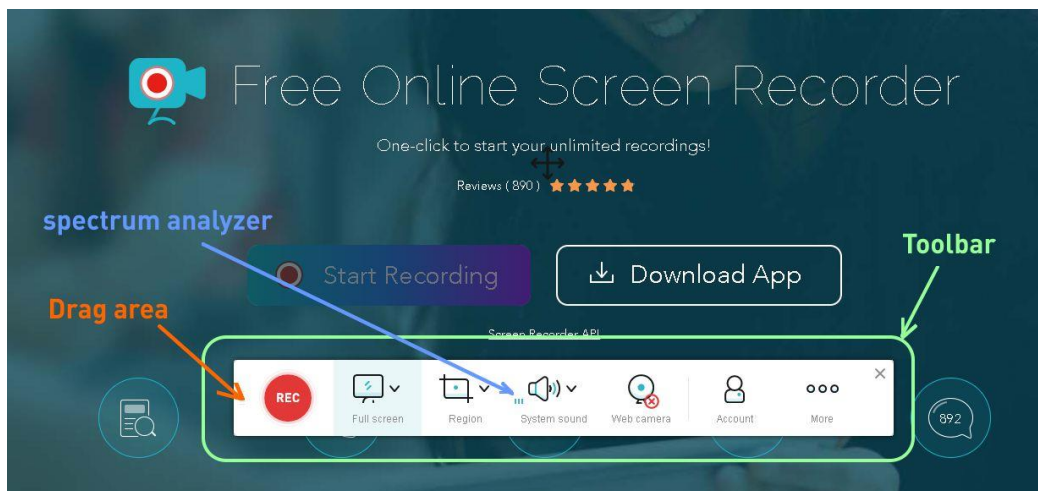 Free Online Screen Recorder
One-click to start your unlimited recordings!
Reviews ( 890 )
spectrum analyzer
Toolbar
Start Recording
Download App
Drag area
Screen Recorder API
REC
Full screen
Region
System sound
Web camera
Account
More
892